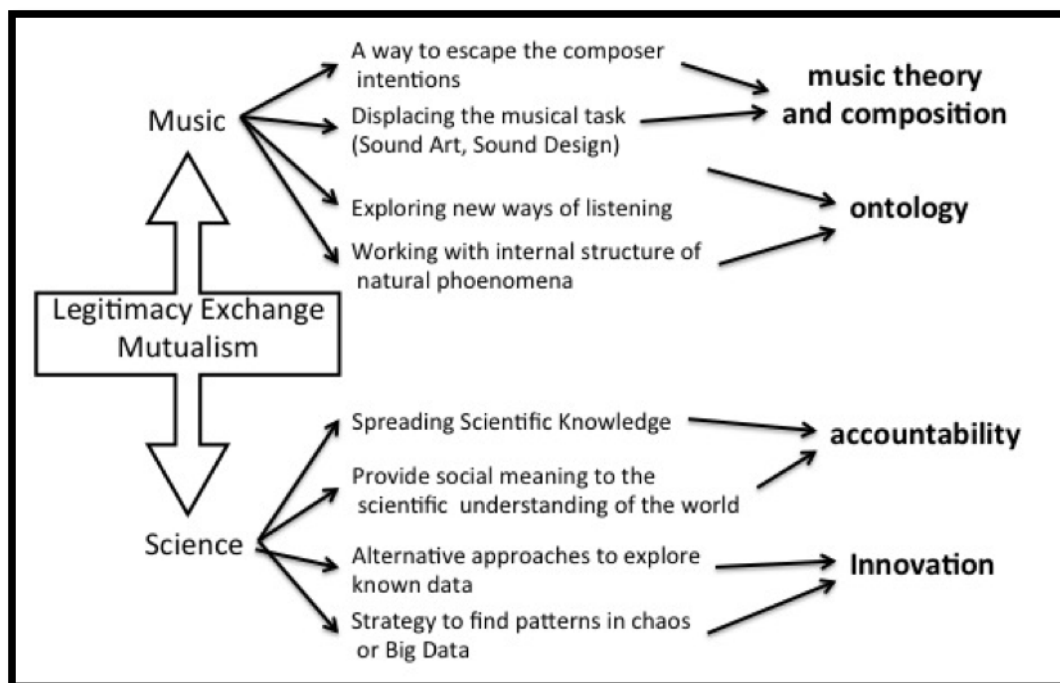 A way to escape the composer
intentions
music theory
and composition
Music
Displacing the musical task
(Sound Art, Sound Design)
Exploring new ways of listening
ontology
Working with internal structure of
natural phoenomena
Legitimacy Exchange
Mutualism
Spreading Scientific Knowledge
accountability
Provide social meaning to the
scientific understanding of the world
Science
Alternative approaches to explore
known data
Innovation
Strategy to find patterns in chaos
or Big Data